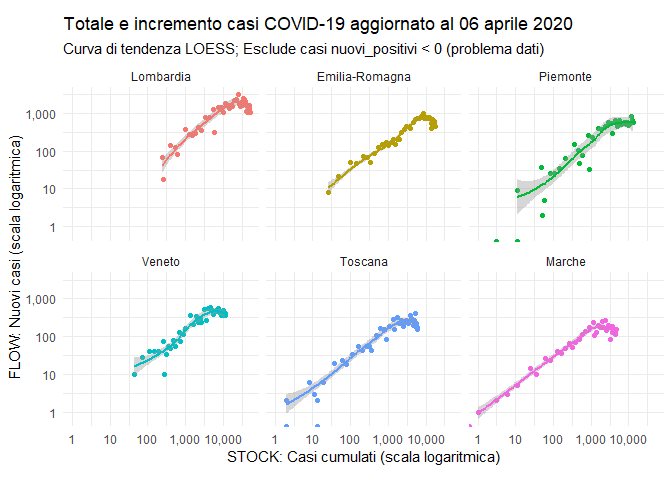 Totale e incremento casi COVID-19 aggiornato al 06 aprile 2020
Curva di tendenza LOESS; Esclude casi nuovi_positivi < 0 (problema dati)
Lombardia Emilia-Romagna Piemonte
1,000
100
10
1
Veneto Toscana Marche
1,000
100
10
1
1 10 100 1,000 10,000 1 10 100 1,000 10,000 1 10 100 1,000 10,000
FLOW: Nuovi casi (scala logaritmica)
STOCK: Casi cumulati (scala logaritmica)